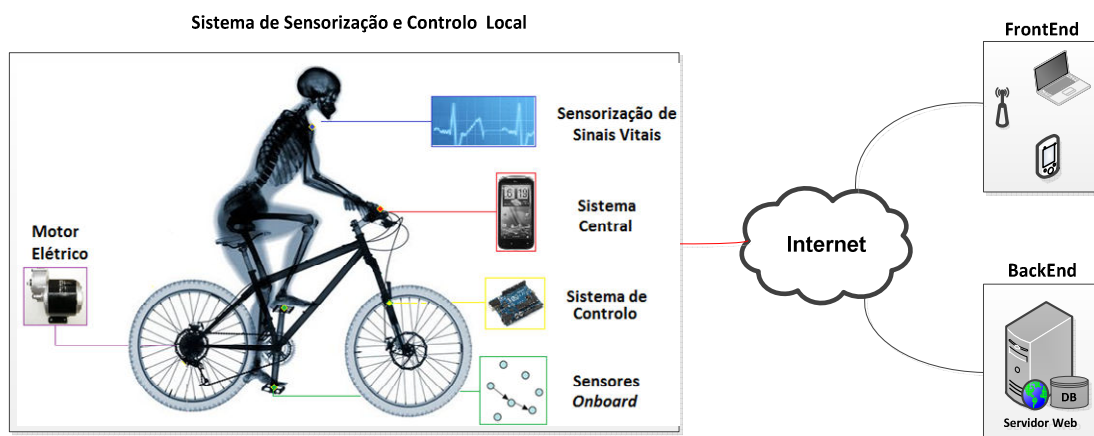 Sistema de Sensorização e Controlo Local
FrontEnd
Sensorização de
Sinais Vitais
Sistema
Central
Motor
Elétrico
Internet
BackEnd
Sistema de
Controlo
Sensores
Onboard
DB
Servidor Web